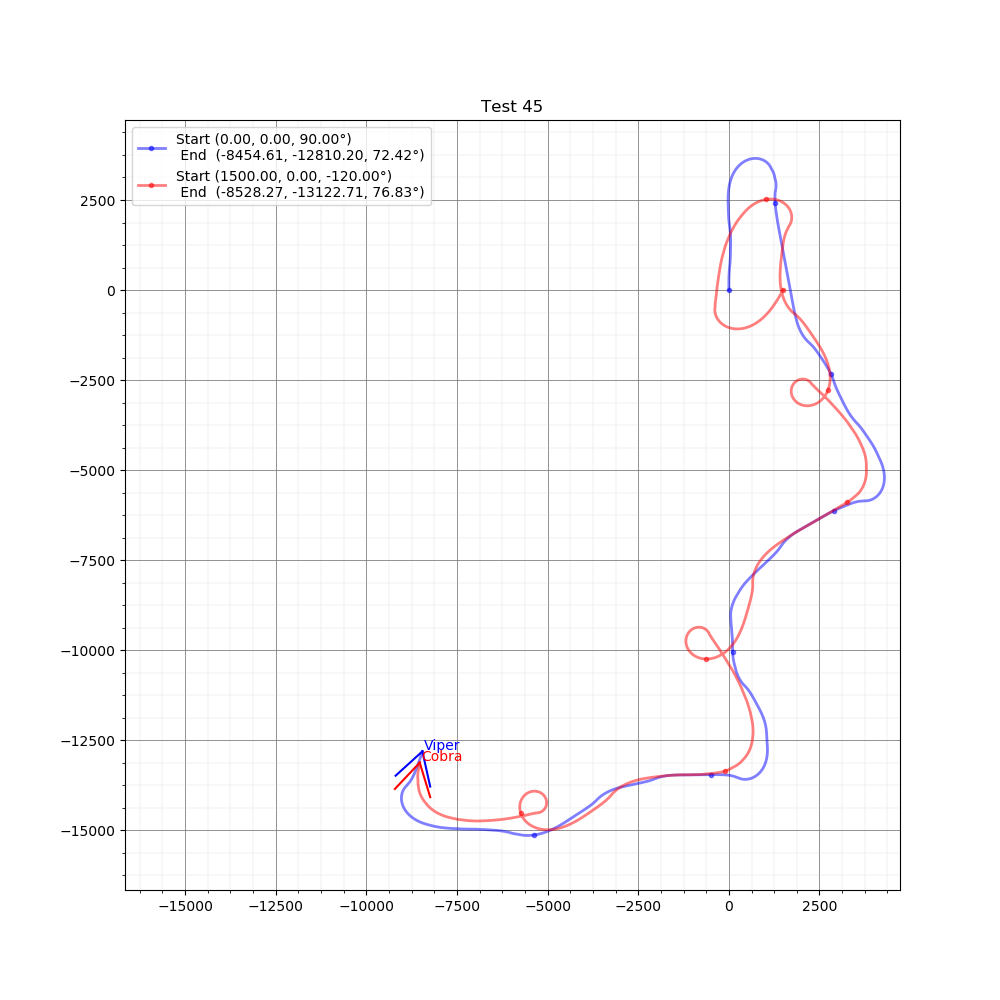 Test 45
Start (0.00, 0.00, 90.00°)
End  (-8454.61, -12810.20, 72.42°)
Start (1500.00, 0.00, -120.00°)
End  (-8528.27, -13122.71, 76.83°)
2500
0
−2500
−5000
−7500
−10000
−12500
−15000
Viper
Cobra
−15000 −12500 −10000 −7500 −5000 −2500 0 2500